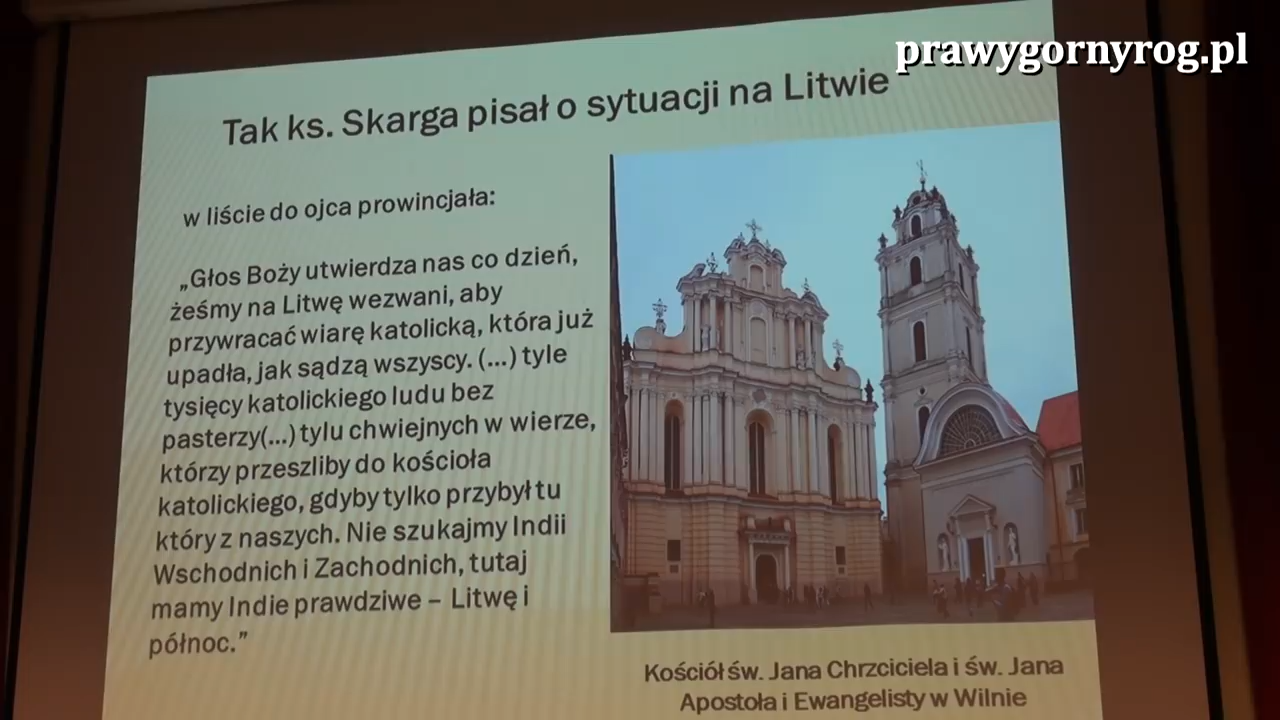 prawygornyrog.pl
Tak ks. Skarga pisał o sytuacji na Litwie
w liście do ojca prowincjała:
„Głos Boży utwierdza nas co dzień,
żeśmy na Litwę wezwani, aby
przywracać wiarę katolicką, która już
upadła, jak sądzą wszyscy. (...) tyle
tysięcy katolickiego ludu bez
pasterzy(...) tylu chwiejnych w wierze,
którzy przeszliby do kościoła
katolickiego, gdyby tylko przybył tu
który z naszych. Nie szukajmy Indii
Wschodnich i Zachodnich, tutaj
mamy Indie prawdziwe – Litwę i
północ.”
Kościół św. Jana Chrzciciela i św. Jana
Apostoła i Ewangelisty w Wilnie